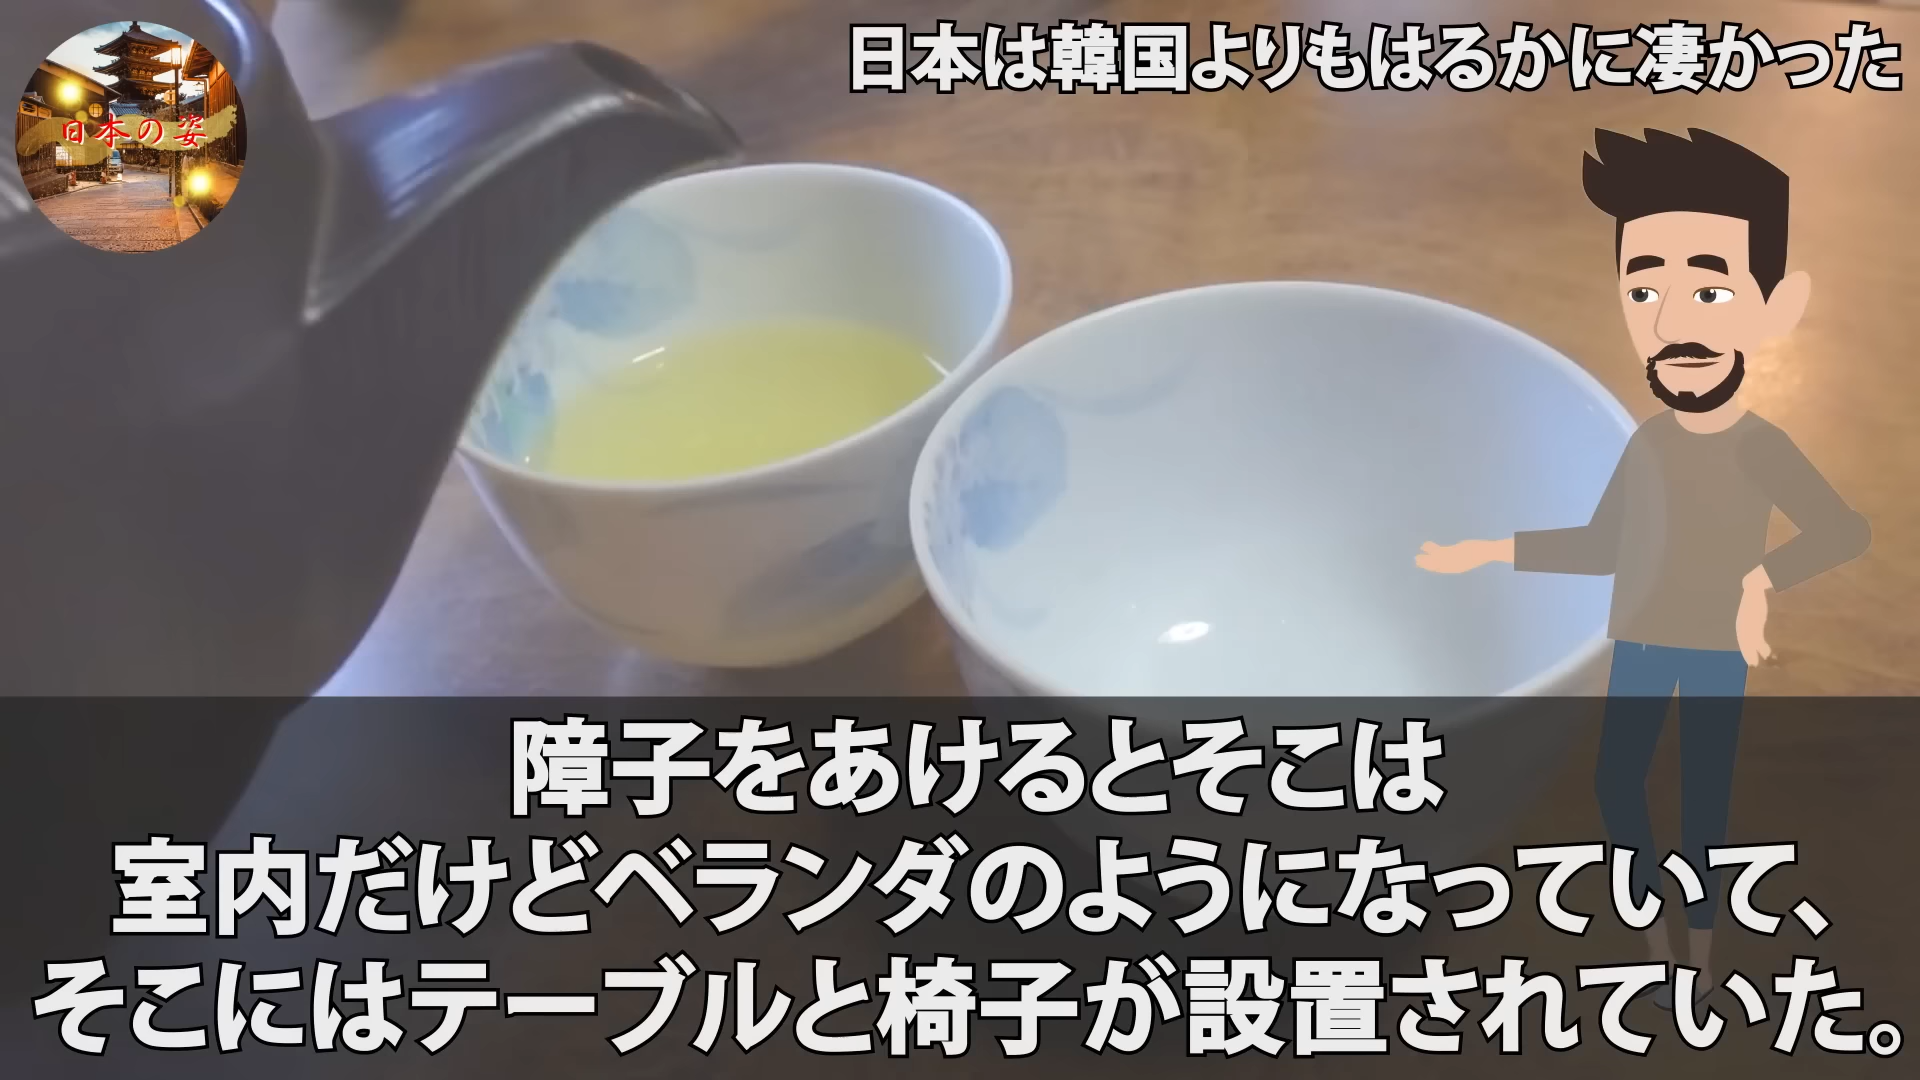 日本は韓国よりもはるかに凄かった
日本の姿
障子をあけるとそこは
室内だけどベランダのようになっていて、
そこにはテーブルと椅子が設置されていた。